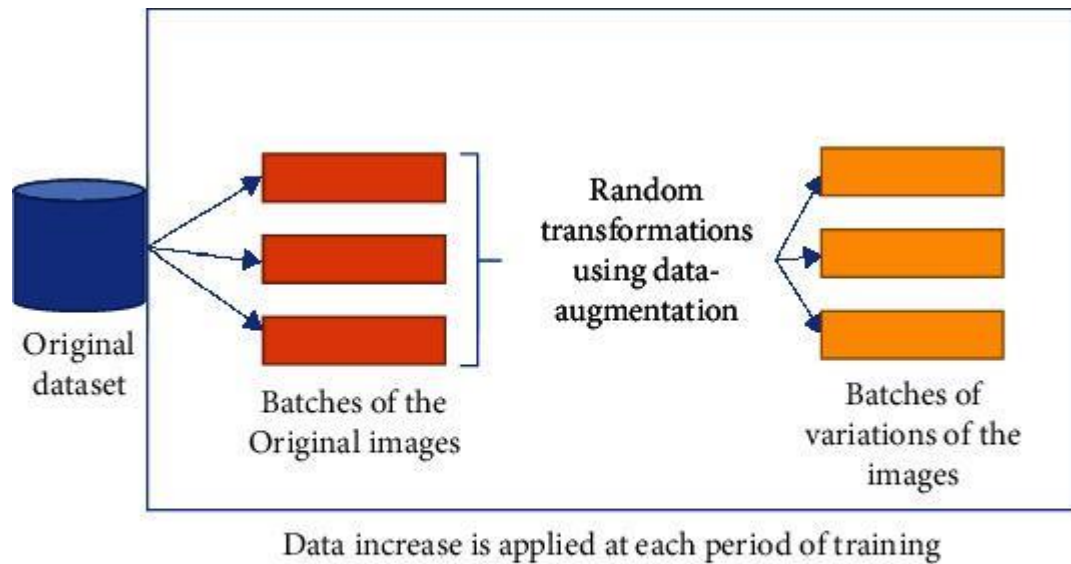 Original
dataset
Batches of the
Original images
Random
transformations
using data-
augmentation
Batches of
variations of the
images
Data increase is applied at each period of training